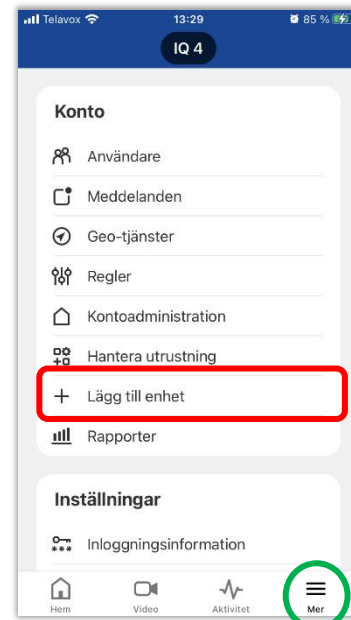 Telavox 13:29 85 %
IQ 4
Konto
Användare
Meddelanden
Geo-tjänster
Regler
Kontoadministration
Hantera utrustning
Lägg till enhet
Rapporter
Inställningar
Inloggningsinformation
Hem Video Aktivitet Mer